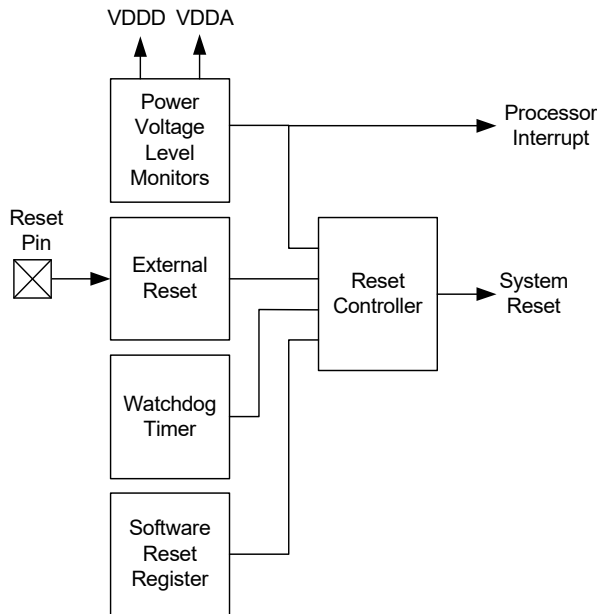 VDDD VDDA
Power
Voltage
Level
Monitors
Processor
Interrupt
Reset
Pin
External
Reset
Reset
Controller
System
Reset
Watchdog
Timer
Software
Reset
Register